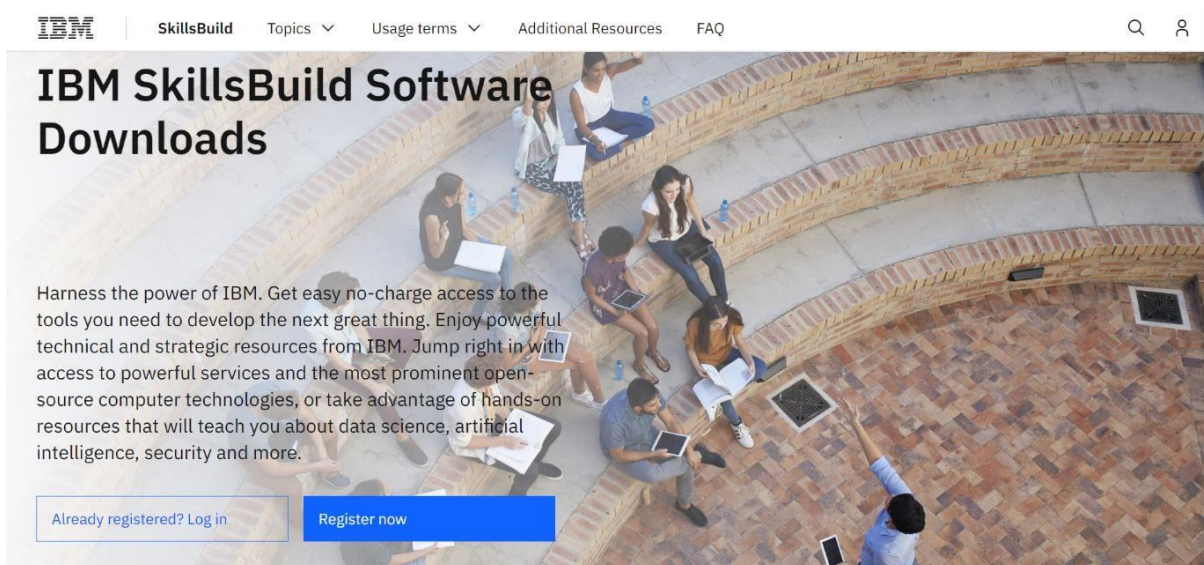 IBM
SkillsBuild
Topics
Usage terms
Additional Resources
FAQ
IBM SkillsBuild Software
Downloads
Harness the power of IBM. Get easy no-charge access to the
tools you need to develop the next great thing. Enjoy powerful
technical and strategic resources from IBM. Jump right in with
access to powerful services and the most prominent open-
source computer technologies, or take advantage of hands-on
resources that will teach you about data science, artificial
intelligence, security and more.
Already registered? Log in
Register now